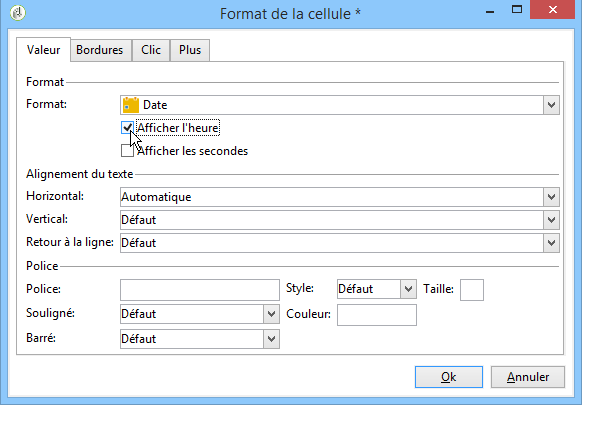 Format de la cellule *
Valeur Bordures Clic Plus
Format
Format: Date
Afficher l'heure
Afficher les secondes
Alignement du texte
Horizontal: Automatique
Vertical: Défaut
Retour à la ligne: Défaut
Police
Police: Style: Défaut Taille:
Souligné: Défaut Couleur:
Barré: Défaut
Ok Annuler